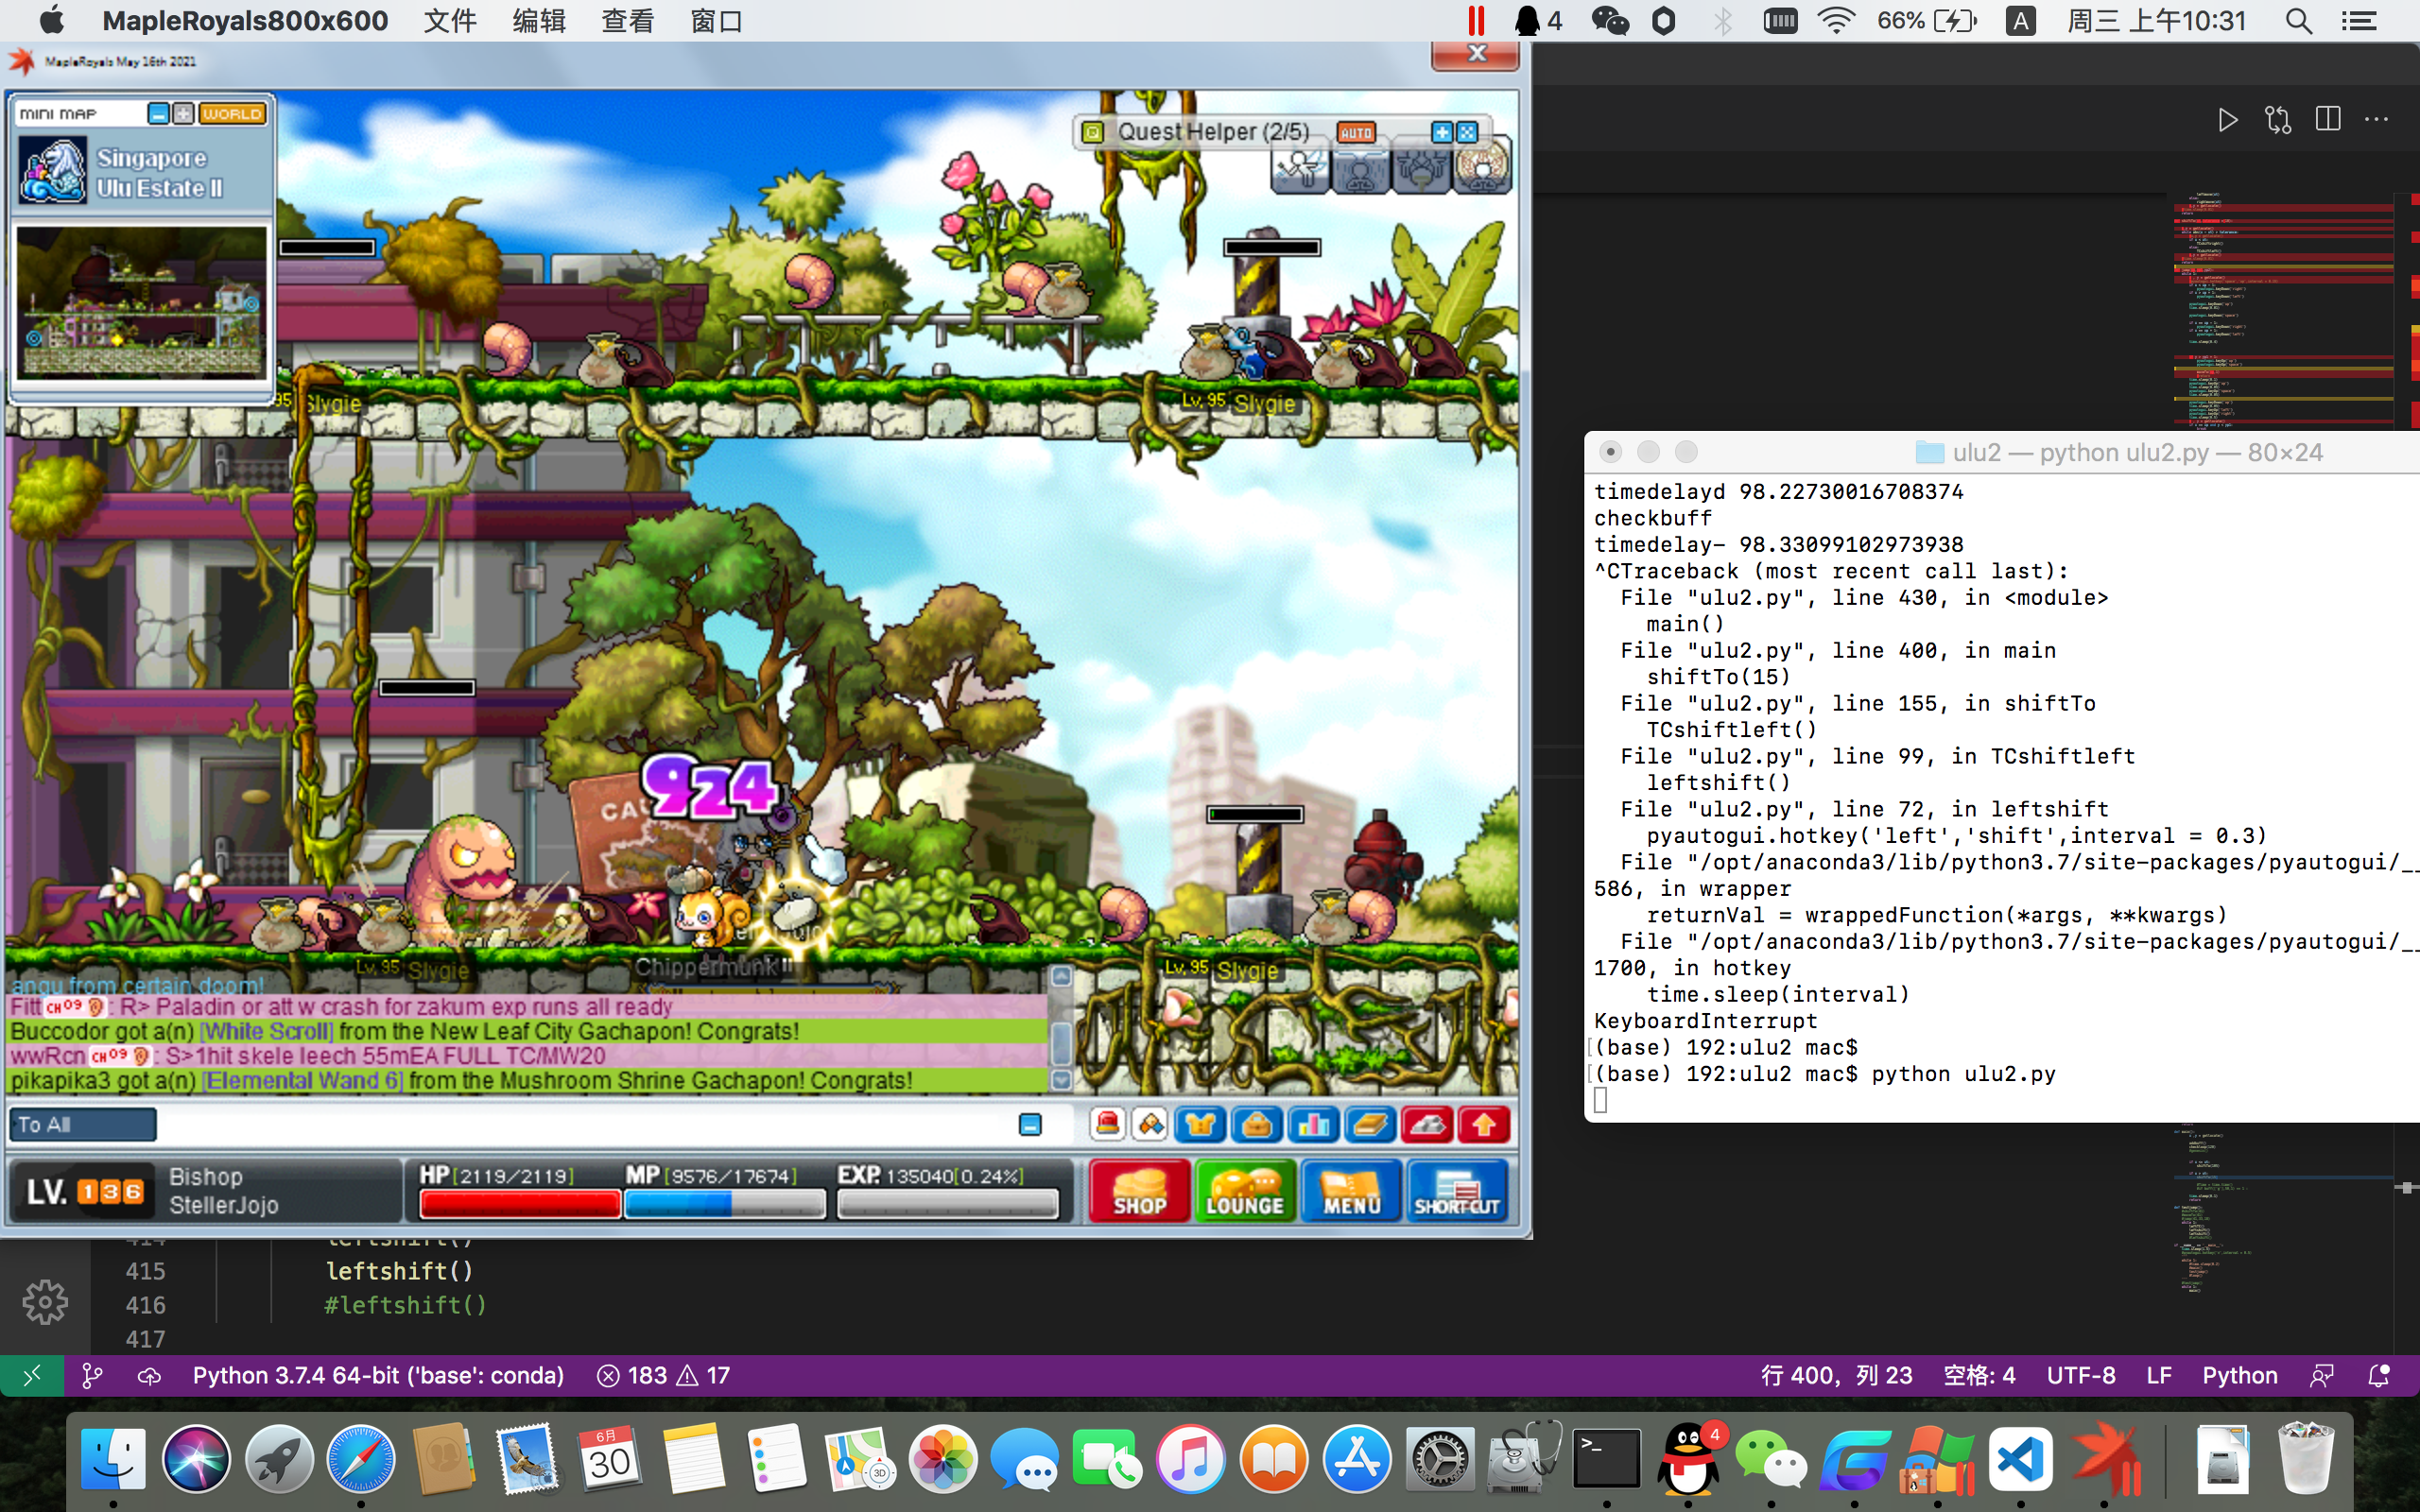 MapleRoyals800x600 文件 编辑 查看 窗口 4 66% A 周三 上午10:31
MapleRoyals May 16th 2021
MINI MAP WORLD
Singapore
Ulu Estate II
Quest Helper (2/5) AUTO
95 Slygie
Lv. 95 Slygie
924
Lv. 95 Slygie
Chippermunk
Lv. 95 Slygie
angu from certain doom!
Fitt CH09 : R> Paladin or att w crash for zakum exp runs all ready
Buccodor got a(n) [White Scroll] from the New Leaf City Gachapon! Congrats!
wwRcn CH09 : S>1hit skele leech 55mEA FULL TC/MW20
pikapika3 got a(n) [Elemental Wand 6] from the Mushroom Shrine Gachapon! Congrats!
To All
LV. 136 Bishop
StellerJojo
HP[2119/2119] MP[9576/17674] EXP. 135040[0.24%]
SHOP LOUNGE MENU SHORT CUT
ulu2 — python ulu2.py — 80×24
timedelayd 98.22730016708374
checkbuff
timedelay- 98.33099102973938
^CTraceback (most recent call last):
  File "ulu2.py", line 430, in <module>
    main()
  File "ulu2.py", line 400, in main
    shiftTo(15)
  File "ulu2.py", line 155, in shiftTo
    TCshiftleft()
  File "ulu2.py", line 99, in TCshiftleft
    leftshift()
  File "ulu2.py", line 72, in leftshift
    pyautogui.hotkey('left','shift',interval = 0.3)
  File "/opt/anaconda3/lib/python3.7/site-packages/pyautogui/__
586, in wrapper
    returnVal = wrappedFunction(*args, **kwargs)
  File "/opt/anaconda3/lib/python3.7/site-packages/pyautogui/__
1700, in hotkey
    time.sleep(interval)
KeyboardInterrupt
[(base) 192:ulu2 mac$
[(base) 192:ulu2 mac$ python ulu2.py
414 leftshift()
415 leftshift()
416 #leftshift()
417
Python 3.7.4 64-bit ('base': conda) 183 17 行 400，列 23 空格: 4 UTF-8 LF Python
6月
30
3D
4